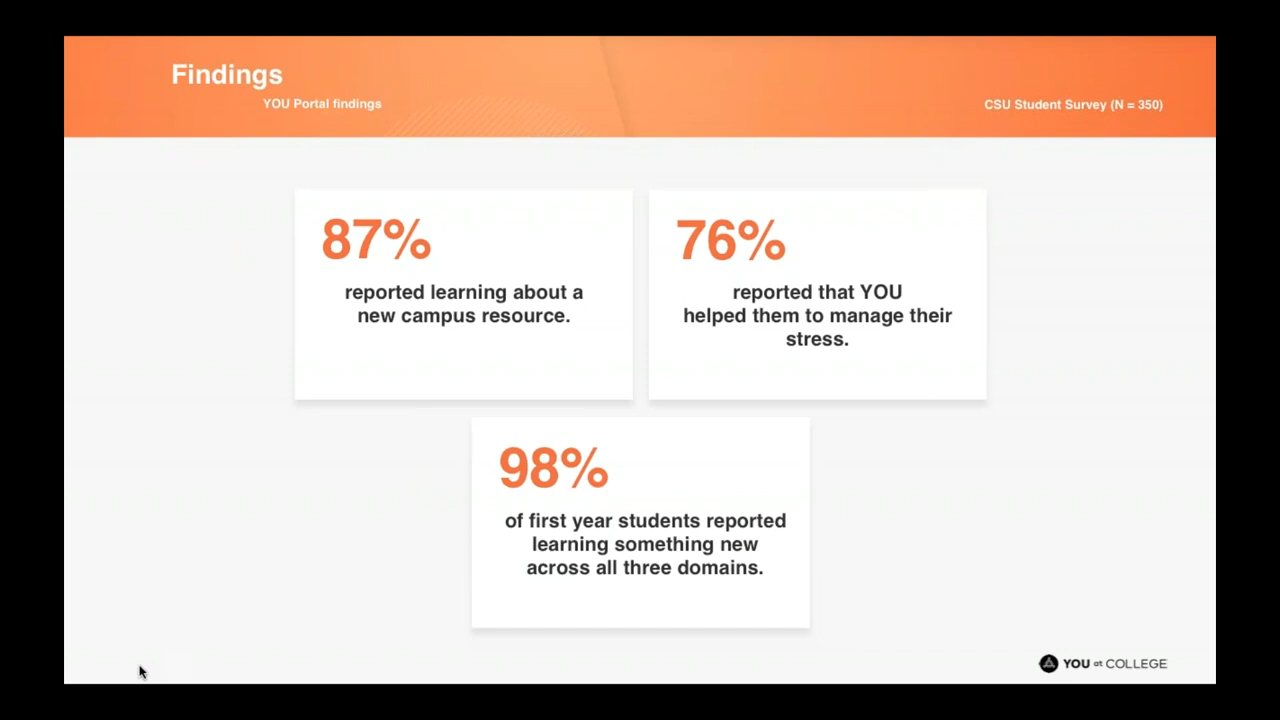 Findings
YOU Portal findings
CSU Student Survey (N = 350)
87%
reported learning about a
new campus resource.
76%
reported that YOU
helped them to manage their
stress.
98%
of first year students reported
learning something new
across all three domains.
YOU at COLLEGE